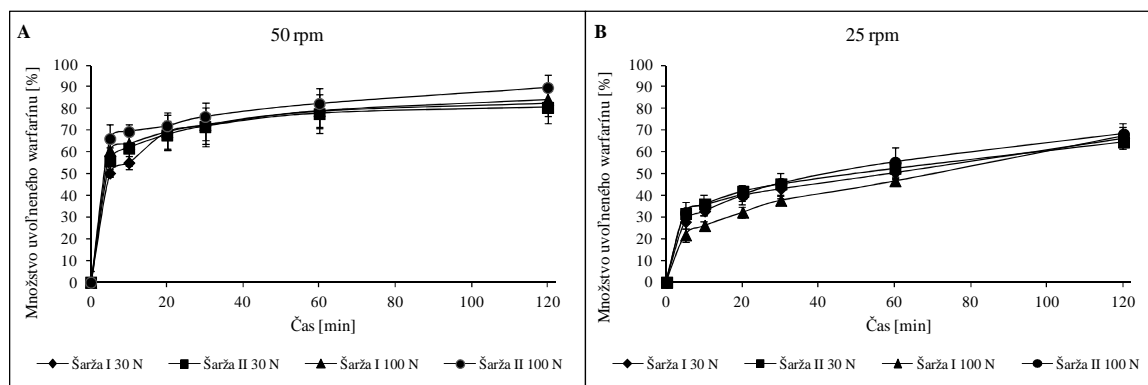 A
50 rpm
Množstvo uvoľneného warfarínu [%]
100
90
80
70
60
50
40
30
20
10
0
0 20 40 60 80 100 120
Čas [min]
Šarža I 30 N Šarža II 30 N Šarža I 100 N Šarža II 100 N
B
25 rpm
Množstvo uvoľneného warfarínu [%]
100
90
80
70
60
50
40
30
20
10
0
0 20 40 60 80 100 120
Čas [min]
Šarža I 30 N Šarža II 30 N Šarža I 100 N Šarža II 100 N